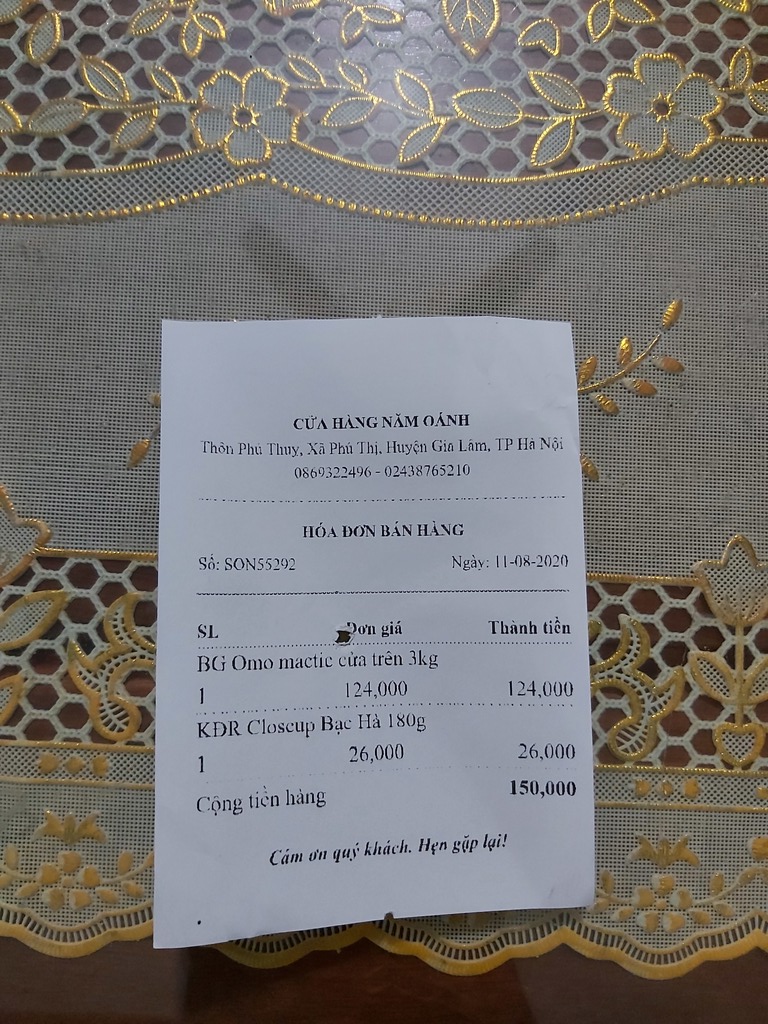 CỬA HÀNG NĂM OÁNH
Thôn Phú Thuỵ, Xã Phú Thị, Huyện Gia Lâm, TP Hà Nội
0869322496 - 02438765210
HÓA ĐƠN BÁN HÀNG
Số: SON55292 Ngày: 11-08-2020
SL Đơn giá Thành tiền
BG Omo mactic cửa trên 3kg
1 124,000 124,000
KĐR Closeup Bạc Hà 180g
1 26,000 26,000
Cộng tiền hàng 150,000
Cám ơn quý khách. Hẹn gặp lại!